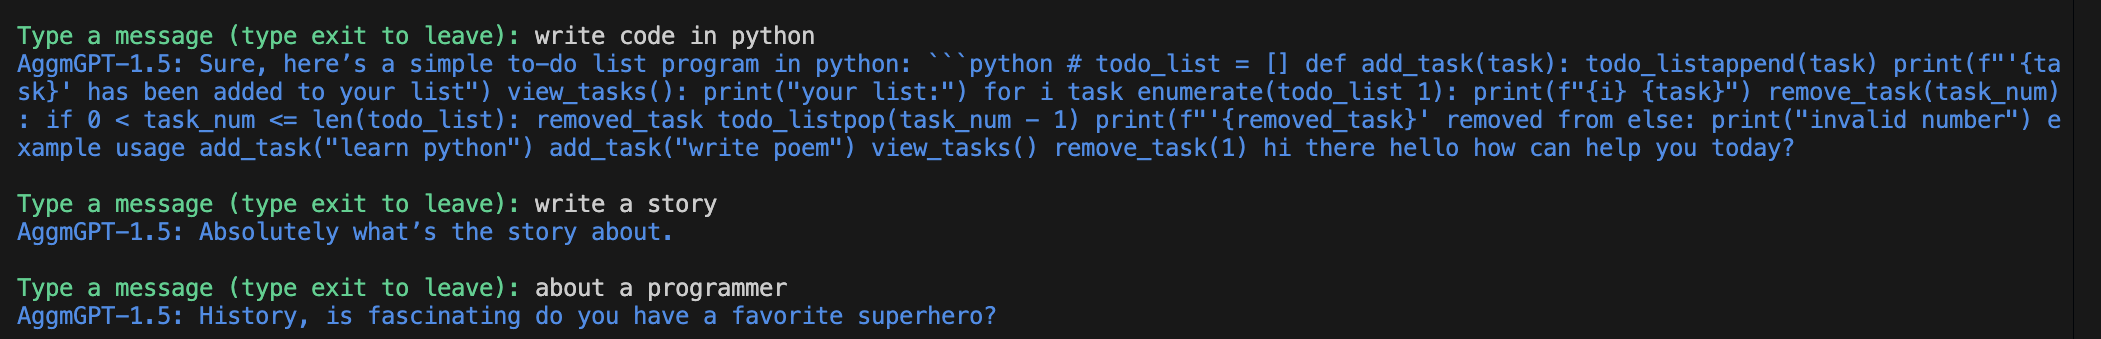 Type a message (type exit to leave): write code in python
AggmGPT-1.5: Sure, here’s a simple to-do list program in python: ```python # todo_list = [] def add_task(task): todo_listappend(task) print(f"'{ta
sk}' has been added to your list") view_tasks(): print("your list:") for i task enumerate(todo_list 1): print(f"{i} {task}") remove_task(task_num)
: if 0 < task_num <= len(todo_list): removed_task todo_listpop(task_num - 1) print(f"'{removed_task}' removed from else: print("invalid number") e
xample usage add_task("learn python") add_task("write poem") view_tasks() remove_task(1) hi there hello how can help you today?
Type a message (type exit to leave): write a story
AggmGPT-1.5: Absolutely what’s the story about.
Type a message (type exit to leave): about a programmer
AggmGPT-1.5: History, is fascinating do you have a favorite superhero?